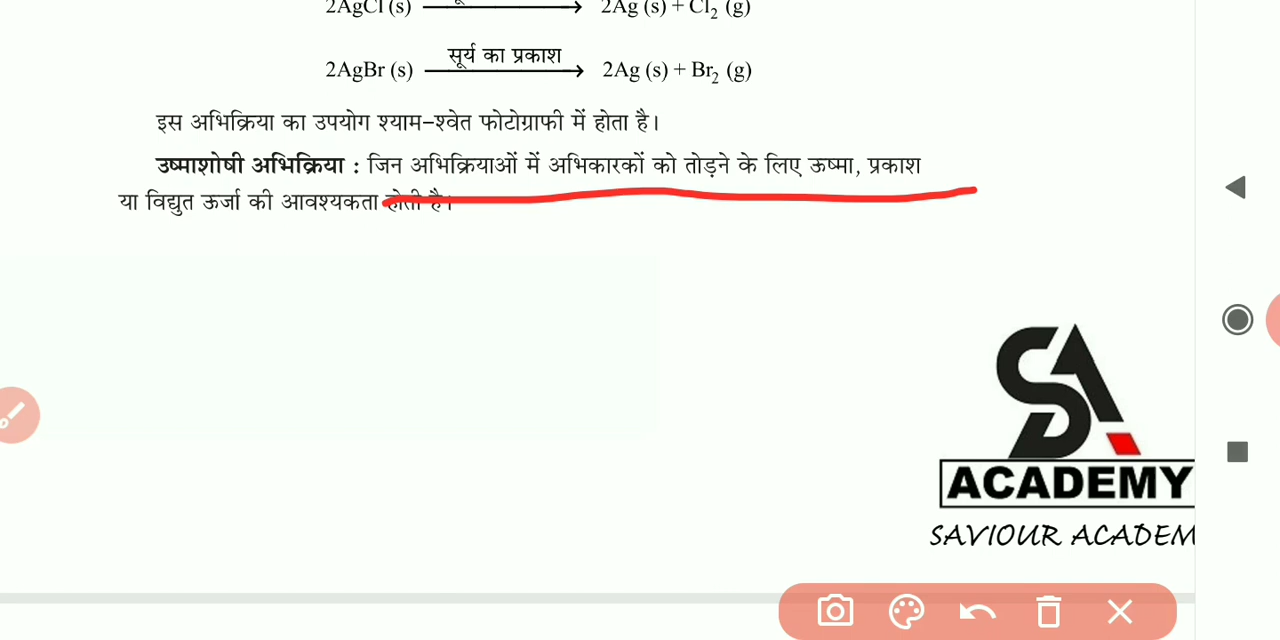 2AgCl (s) ⟶ 2Ag (s) + Cl₂ (g)
सूर्य का प्रकाश
2AgBr (s) ⟶ 2Ag (s) + Br₂ (g)
इस अभिक्रिया का उपयोग श्याम–श्वेत फोटोग्राफी में होता है।
उष्माशोषी अभिक्रिया : जिन अभिक्रियाओं में अभिकारकों को तोड़ने के लिए ऊष्मा, प्रकाश
या विद्युत ऊर्जा की आवश्यकता होती है।
SA
ACADEMY
SAVIOUR ACADEM